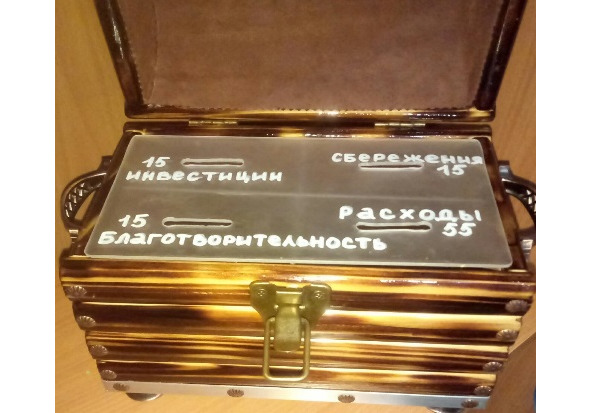 15
инвестиции
сбережения
15
15
Благотворительность
Расходы
55